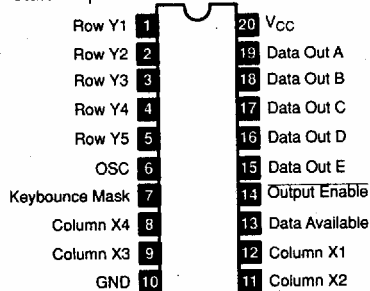 Row Y1 1 20 VCC
Row Y2 2 19 Data Out A
Row Y3 3 18 Data Out B
Row Y4 4 17 Data Out C
Row Y5 5 16 Data Out D
OSC 6 15 Data Out E
Keybounce Mask 7 14 Output Enable
Column X4 8 13 Data Available
Column X3 9 12 Column X1
GND 10 11 Column X2